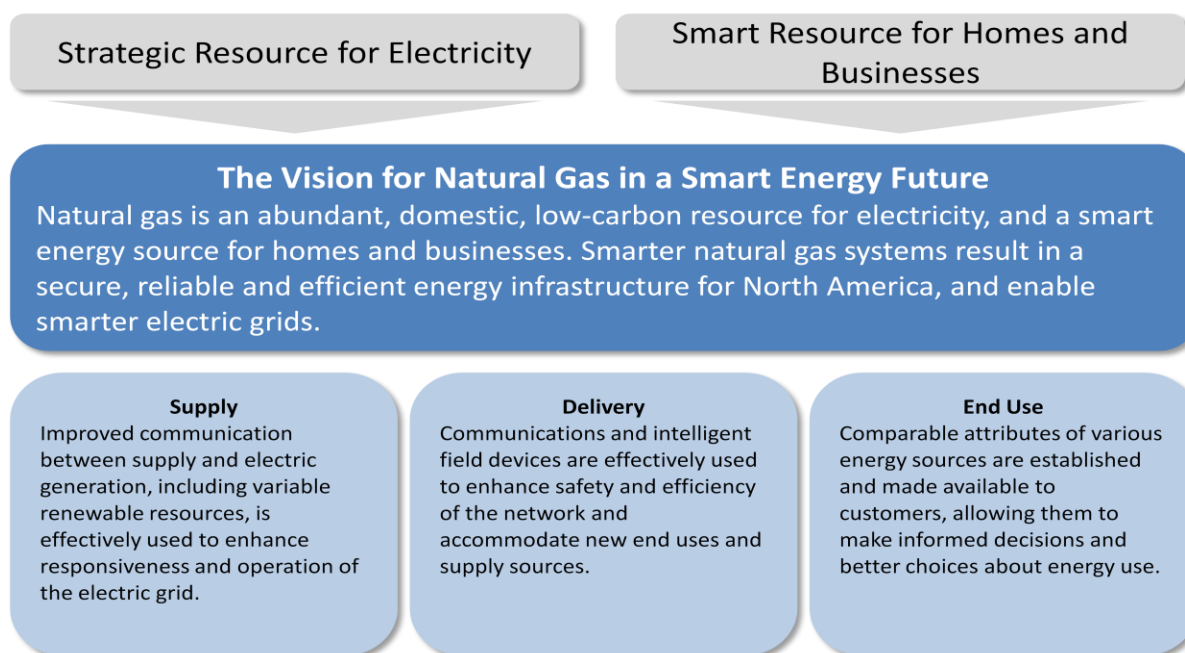 Strategic Resource for Electricity
Smart Resource for Homes and
Businesses
The Vision for Natural Gas in a Smart Energy Future
Natural gas is an abundant, domestic, low-carbon resource for electricity, and a smart
energy source for homes and businesses. Smarter natural gas systems result in a
secure, reliable and efficient energy infrastructure for North America, and enable
smarter electric grids.
Supply
Improved communication
between supply and electric
generation, including variable
renewable resources, is
effectively used to enhance
responsiveness and operation of
the electric grid.
Delivery
Communications and intelligent
field devices are effectively used
to enhance safety and efficiency
of the network and
accommodate new end uses and
supply sources.
End Use
Comparable attributes of various
energy sources are established
and made available to
customers, allowing them to
make informed decisions and
better choices about energy use.